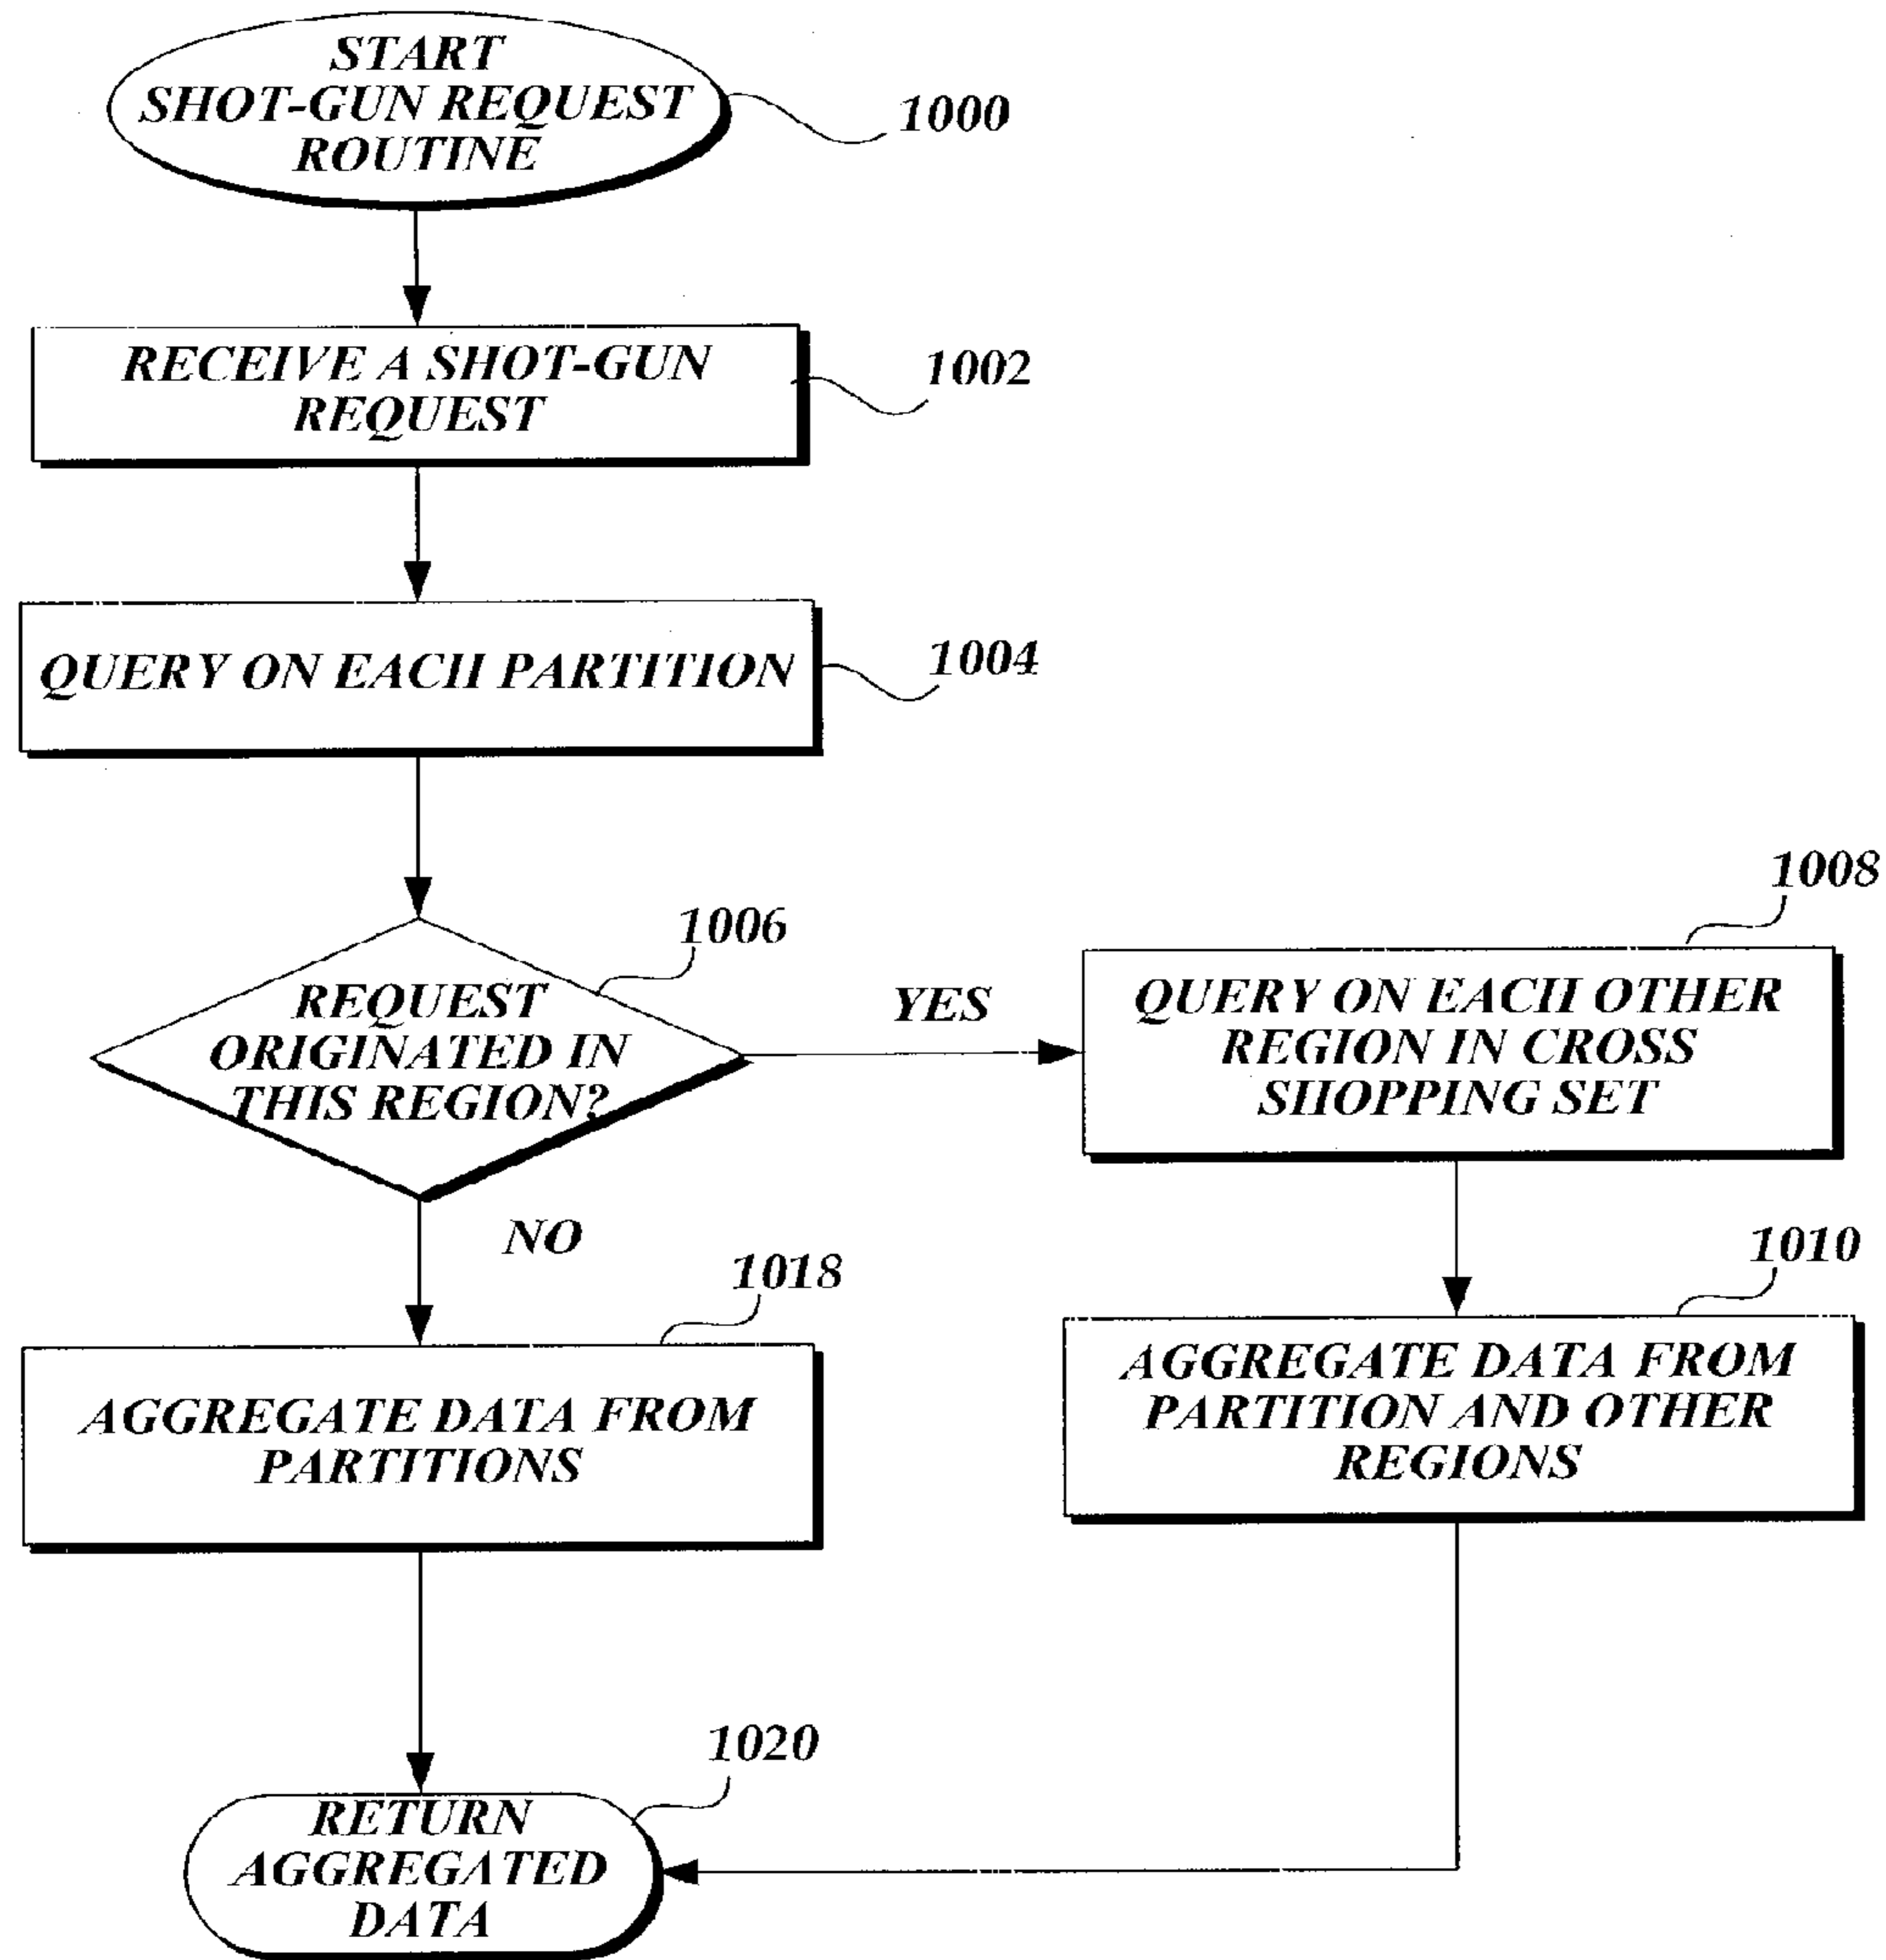 START
SHOT-GUN REQUEST
ROUTINE
1000
RECEIVE A SHOT-GUN
REQUEST
1002
QUERY ON EACH PARTITION
1004
REQUEST
ORIGINATED IN
THIS REGION?
1006
YES
QUERY ON EACH OTHER
REGION IN CROSS
SHOPPING SET
1008
NO
AGGREGATE DATA FROM
PARTITIONS
1018
AGGREGATE DATA FROM
PARTITION AND OTHER
REGIONS
1010
RETURN
AGGREGATED
DATA
1020